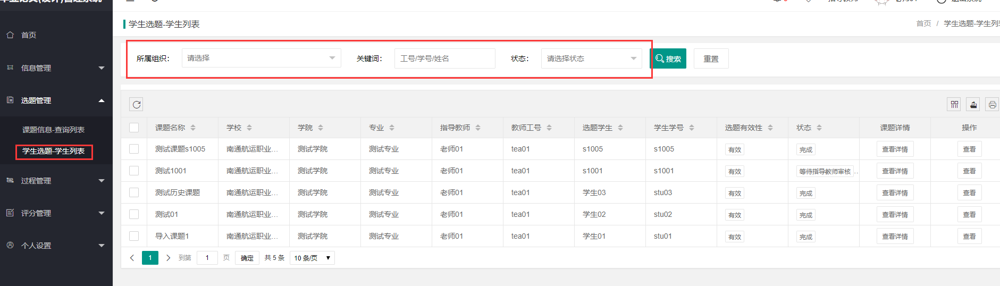 学生选题-学生列表
首页 / 学生选题-学生列
首页
信息管理
选题管理
课题信息-查询列表
学生选题-学生列表
过程管理
评分管理
个人设置
所属组织： 请选择 关键词： 工号/学号/姓名 状态： 请选择状态 搜索 重置
课题名称 学校 学院 专业 指导教师 教师工号 选题学生 学生学号 选题有效性 状态 课题详情 操作
测试课题s1005 南通航运职业... 测试学院 测试专业 老师01 tea01 s1005 s1005 有效 完成 查看详情 查看
测试1001 南通航运职业... 测试学院 测试专业 老师01 tea01 s1001 s1001 有效 等待指导教师审核 .. 查看详情 查看
测试历史课题 南通航运职业... 测试学院 测试专业 老师01 tea01 学生03 stu03 有效 完成 查看详情 查看
测试01 南通航运职业... 测试学院 测试专业 老师01 tea01 学生02 stu02 有效 完成 查看详情 查看
导入课题1 南通航运职业... 测试学院 测试专业 老师01 tea01 学生01 stu01 有效 完成 查看详情 查看
1 到第 1 页 确定 共 5 条 10 条/页